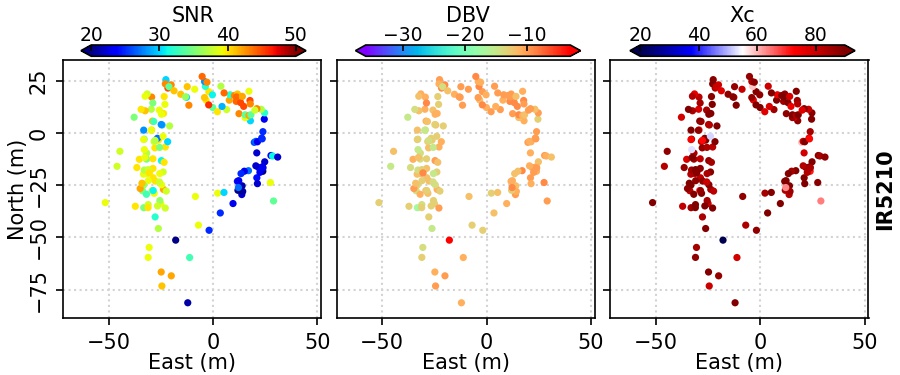 SNR
20 30 40 50
DBV
−30 −20 −10
Xc
20 40 60 80
North (m)
25
0
−25
−50
−75
−50 0 50
−50 0 50
−50 0 50
East (m)
East (m)
East (m)
IR5210